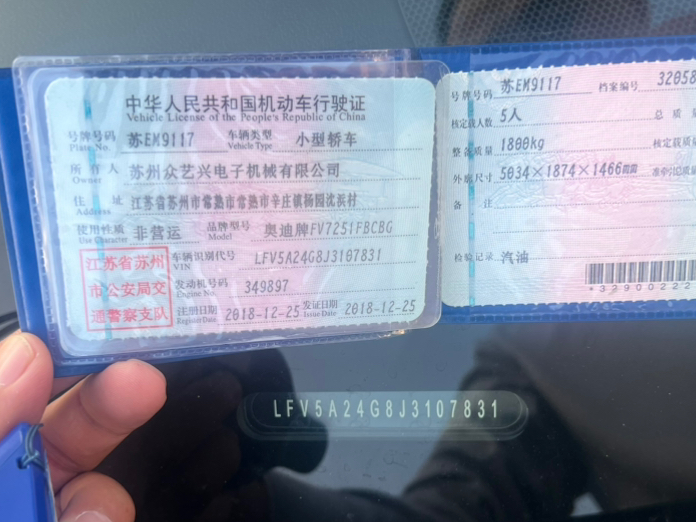 中华人民共和国机动车行驶证
Vehicle License of the People's Republic of China
号牌号码 苏EM9117 车辆类型 小型轿车
Plate No. Vehicle Type
所有人 苏州众艺兴电子机械有限公司
Owner
住址 江苏省苏州市常熟市常熟市辛庄镇杨园沈浜村
Address
使用性质 非营运 品牌型号 奥迪牌FV7251FBCBG
Use Character Model
江苏省苏州
市公安局交
通警察支队
车辆识别代号 LFV5A24G8J3107831
VIN
发动机号码 349897
Engine No.
注册日期 2018-12-25 发证日期 2018-12-25
Register Date Issue Date
号牌号码 苏EM9117 档案编号 32058
核定载人数 5人 总质
整备质量 1800kg 核定载质量
外廓尺寸 5034×1874×1466
备注
检验记录 汽油
*32900222
LFV5A24G8J3107831